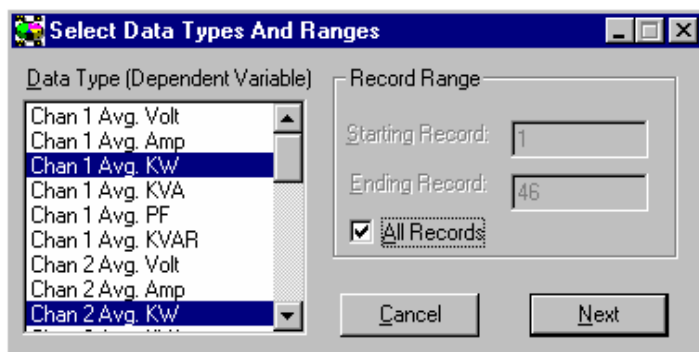 Select Data Types And Ranges
Data Type (Dependent Variable)
Chan 1 Avg. Volt
Chan 1 Avg. Amp
Chan 1 Avg. KW
Chan 1 Avg. KVA
Chan 1 Avg. PF
Chan 1 Avg. KVAR
Chan 2 Avg. Volt
Chan 2 Avg. Amp
Chan 2 Avg. KW
Record Range
Starting Record: 1
Ending Record: 46
All Records
Cancel
Next